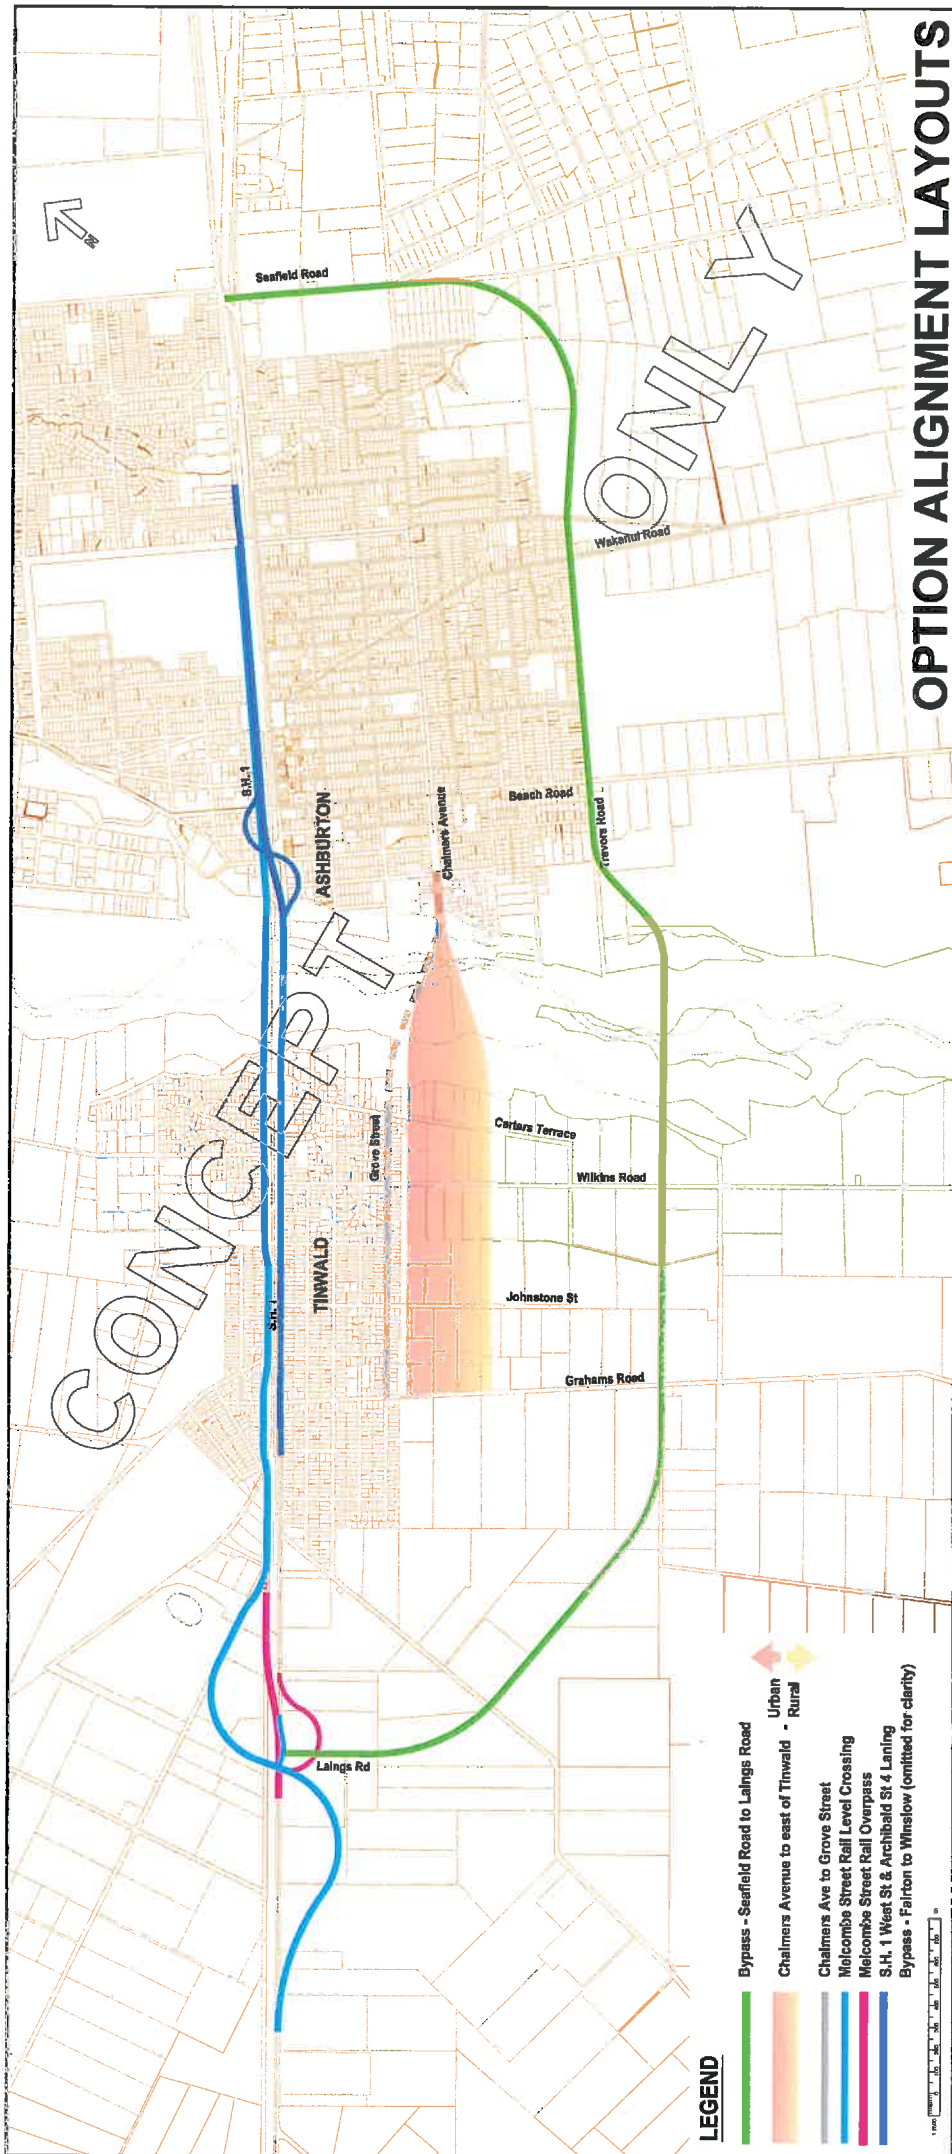 OPTION ALIGNMENT LAYOUTS
CONCEPT ONLY
N
Seafield Road
Wakanui Road
S.H. 1
ASHBURTON
Chalmers Avenue
Beach Road
Trevors Road
Grove Street
Carters Terrace
Wilkins Road
TINWALD
S.H. 1
Johnstone St
Grahams Road
Laings Rd
LEGEND
Bypass - Seafield Road to Laings Road
Chalmers Avenue to east of Tinwald - Urban
Rural
Chalmers Ave to Grove Street
Melcombe Street Rail Level Crossing
Melcombe Street Rail Overpass
S.H. 1 West St & Archibald St 4 Laning
Bypass - Fairton to Winslow (omitted for clarity)